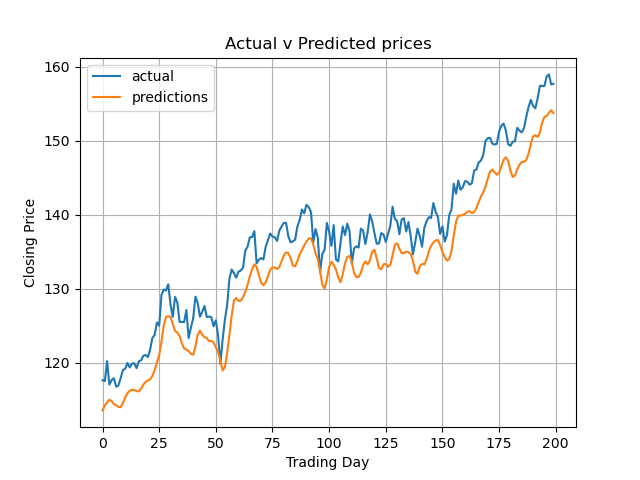 Actual v Predicted prices
actual
predictions
160
150
140
130
120
Closing Price
0 25 50 75 100 125 150 175 200
Trading Day